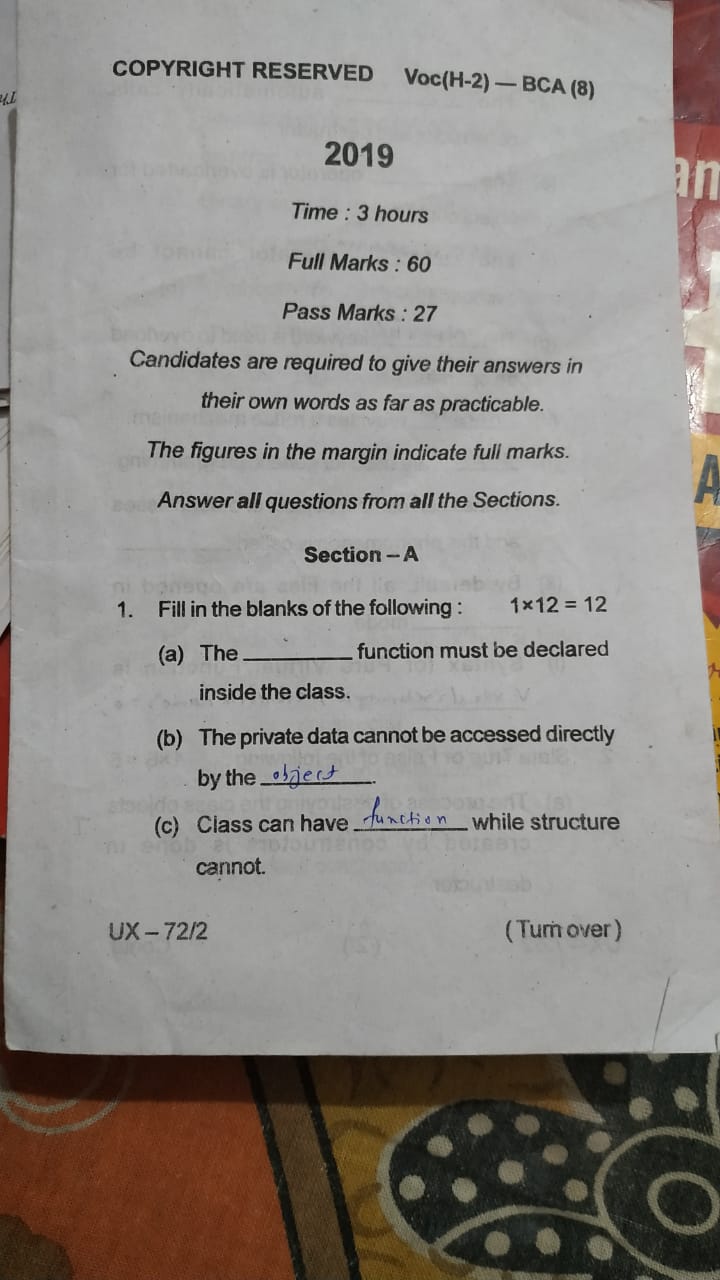 COPYRIGHT RESERVED Voc(H-2) — BCA (8)
2019
Time : 3 hours
Full Marks : 60
Pass Marks : 27
Candidates are required to give their answers in
their own words as far as practicable.
The figures in the margin indicate full marks.
Answer all questions from all the Sections.
Section – A
1. Fill in the blanks of the following : 1×12 = 12
(a) The __________ function must be declared
inside the class.
(b) The private data cannot be accessed directly
by the object.
(c) Class can have function while structure
cannot.
UX – 72/2 (Turn over)
an
A